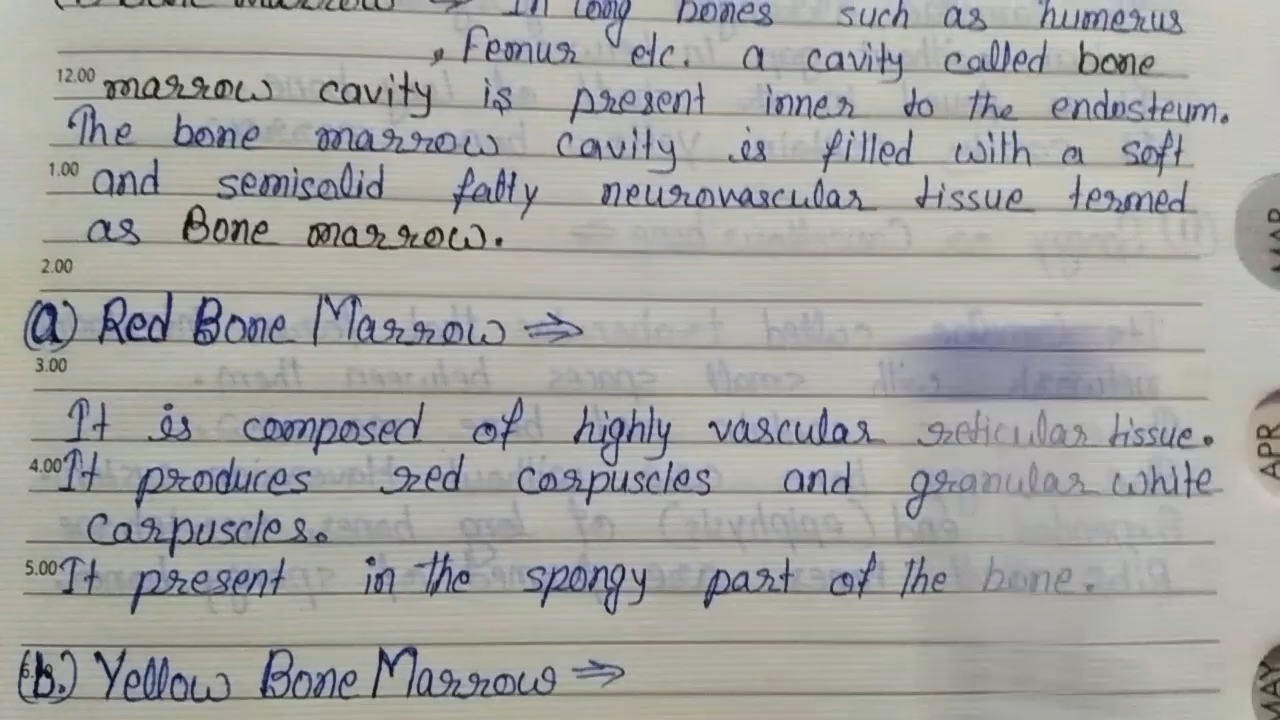 Bone Marrow ⇒ In long bones such as humerus
, Femur etc. a cavity called bone
12.00 marrow cavity is present inner to the endosteum.
The bone marrow cavity is filled with a soft
1.00 and semisolid fatty neurovascular tissue termed
as Bone marrow.
2.00
(a) Red Bone Marrow ⇒
3.00
It is composed of highly vascular reticular tissue.
4.00 It produces red corpuscles and granular white
carpuscles.
5.00 It present in the spongy part of the bone.
(b.) Yellow Bone Marrow ⇒
MAR
APR
MAY